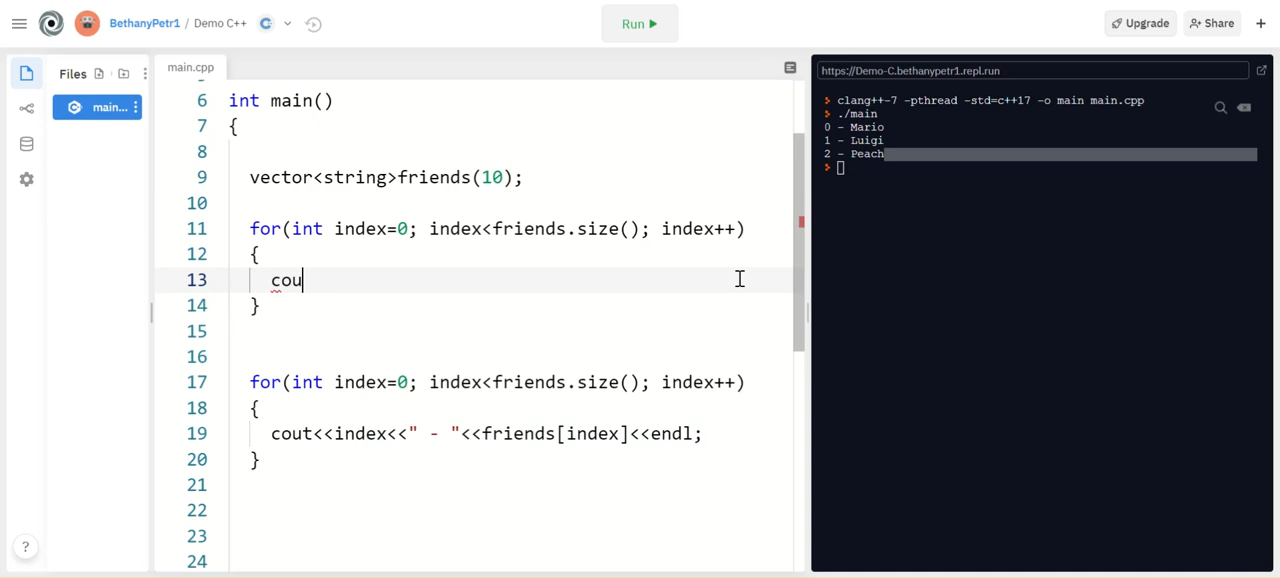 BethanyPetr1 / Demo C++
Run
Upgrade
Share
Files
main...
main.cpp
6 int main()
7 {
8
9 vector<string>friends(10);
10
11 for(int index=0; index<friends.size(); index++)
12 {
13 cou
14 }
15
16
17 for(int index=0; index<friends.size(); index++)
18 {
19 cout<<index<<" - "<<friends[index]<<endl;
20 }
21
22
23
24
?
https://Demo-C.bethanypetr1.repl.run
clang++-7 -pthread -std=c++17 -o main main.cpp
./main
0 - Mario
1 - Luigi
2 - Peach